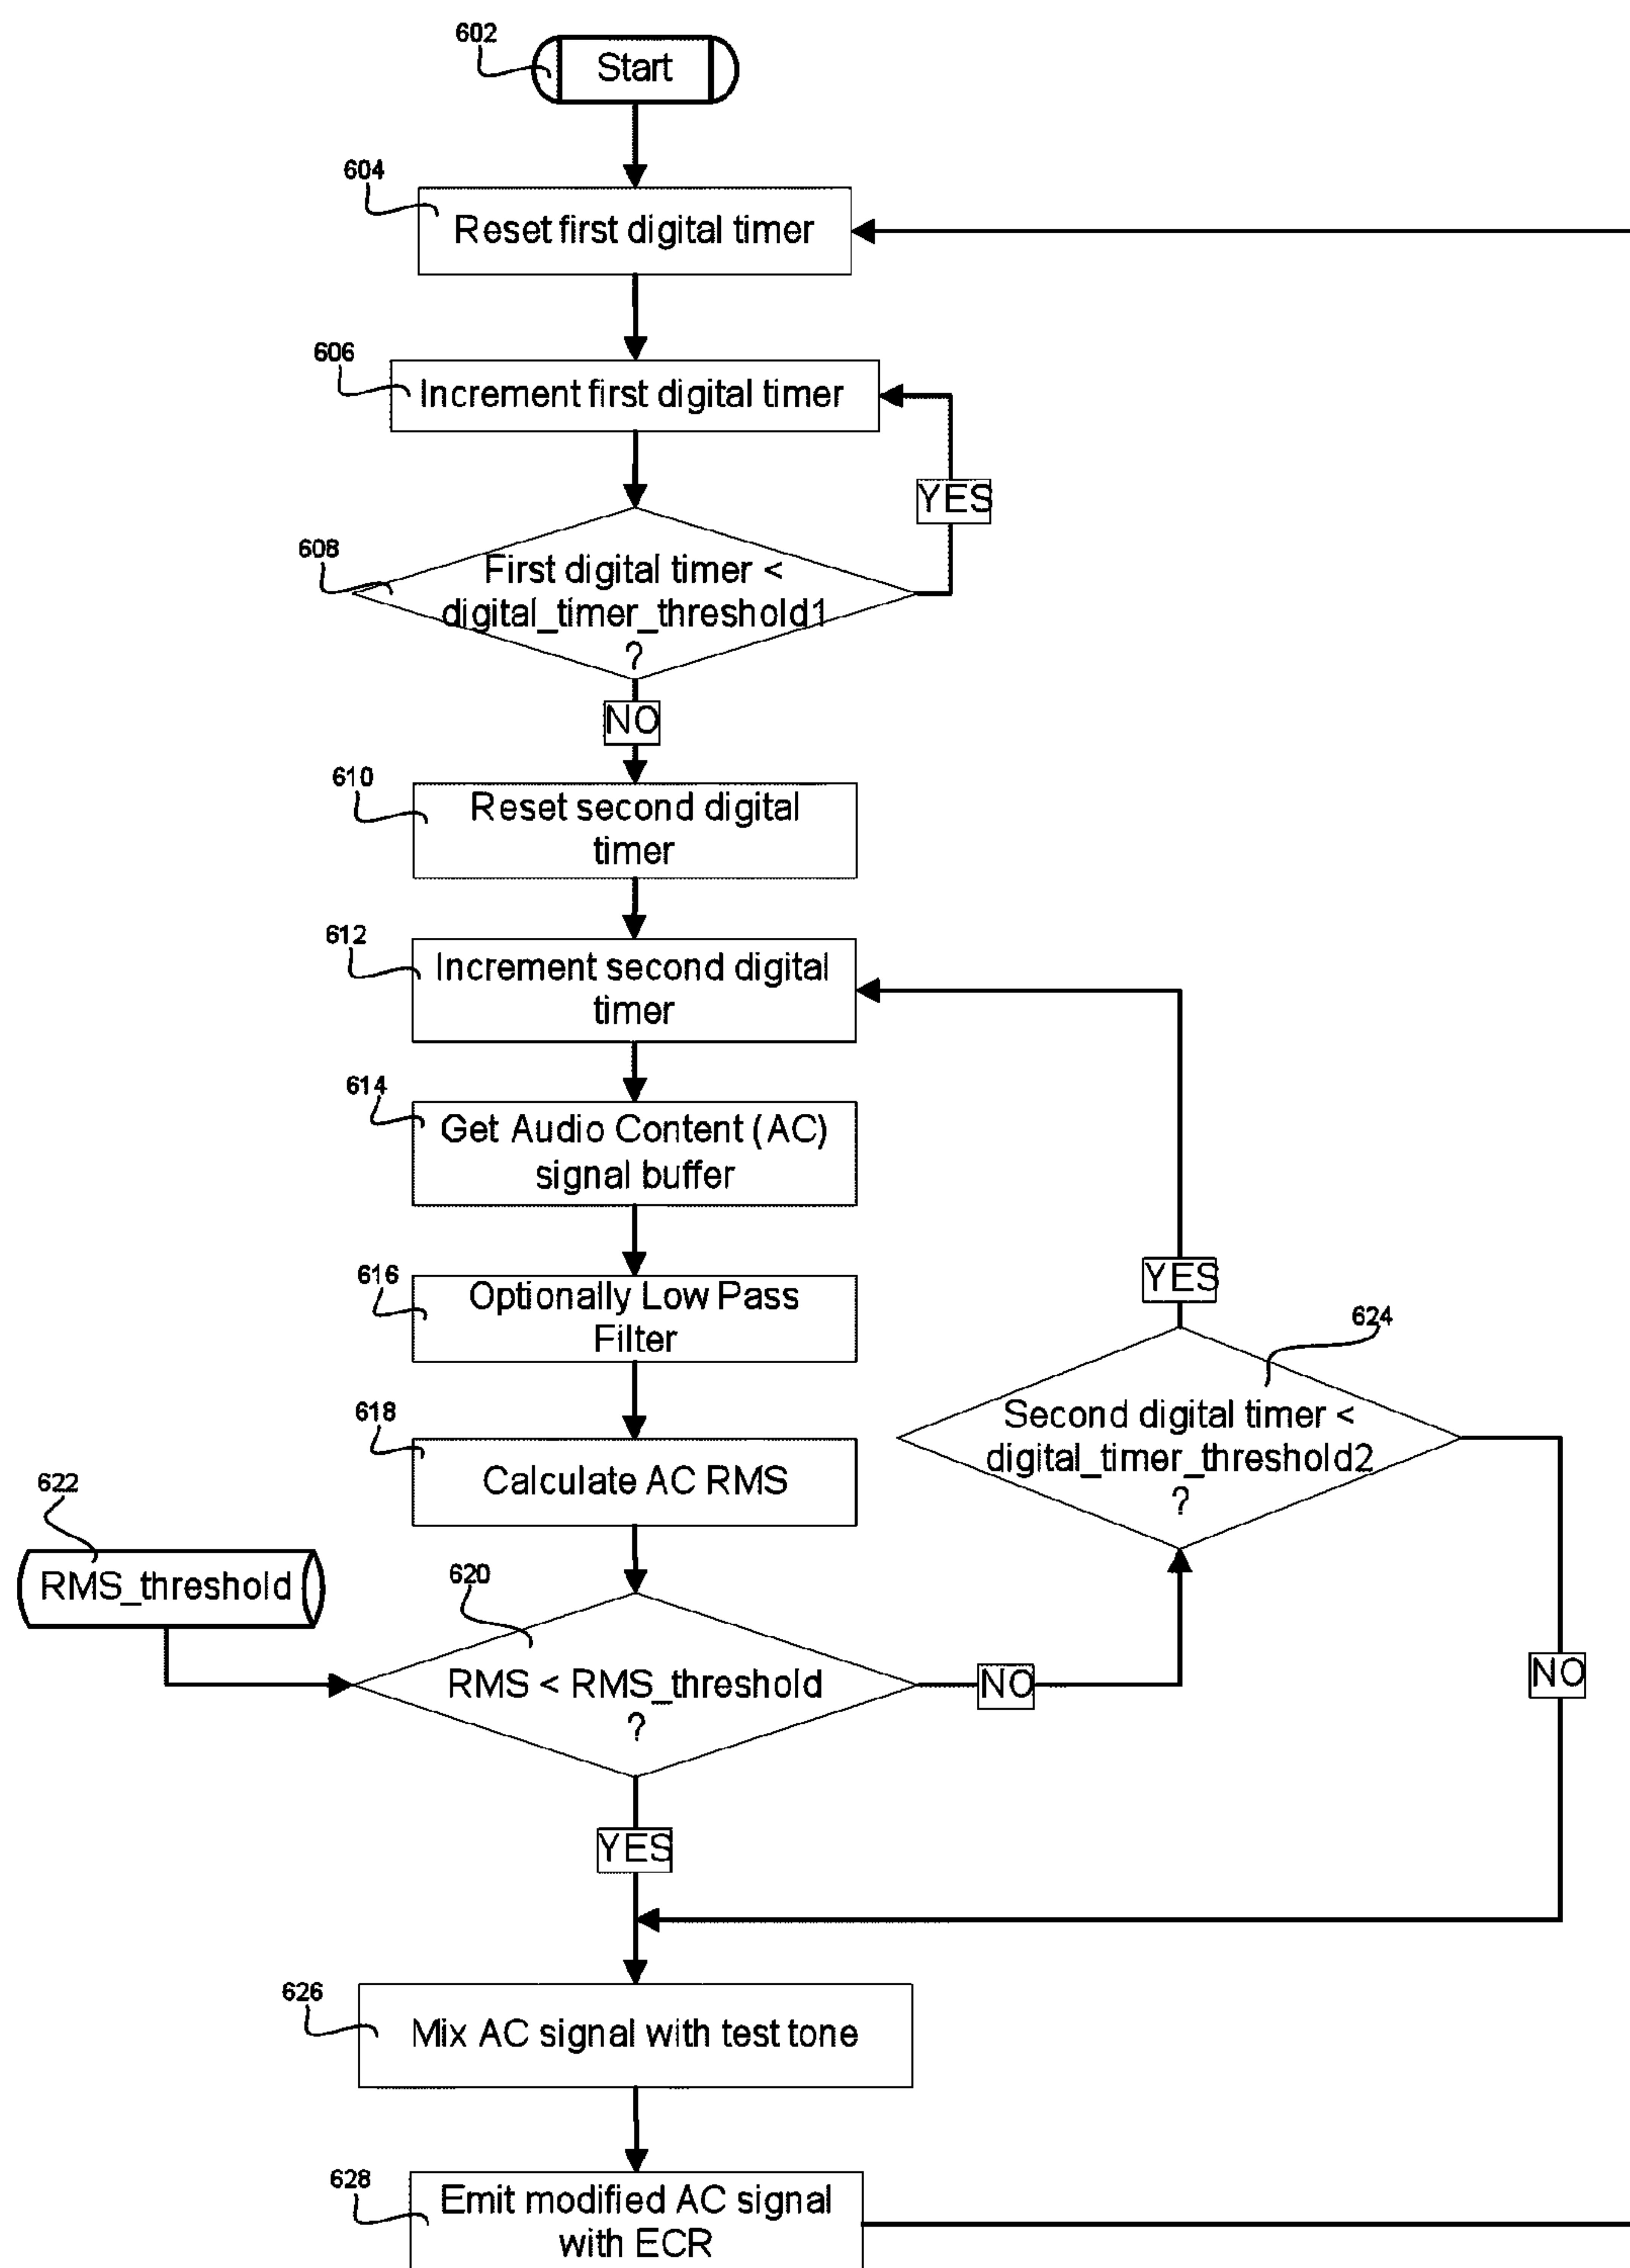 602
Start
604
Reset first digital timer
606
Increment first digital timer
YES
608
First digital timer <
digital_timer_threshold1
?
NO
610
Reset second digital
timer
612
Increment second digital
timer
614
Get Audio Content (AC)
signal buffer
616
Optionally Low Pass
Filter
YES
624
Second digital timer <
digital_timer_threshold2
?
618
Calculate AC RMS
622
RMS_threshold
620
RMS < RMS_threshold
?
NO
NO
YES
626
Mix AC signal with test tone
628
Emit modified AC signal
with ECR